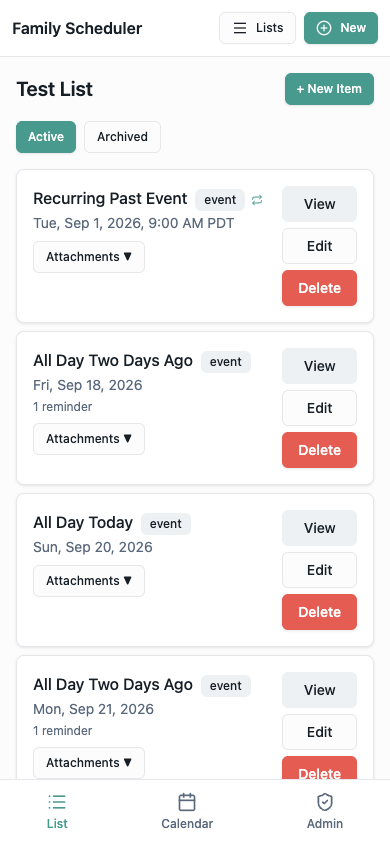 Family Scheduler
Lists
New
Test List
+ New Item
Active
Archived
Recurring Past Event event
Tue, Sep 1, 2026, 9:00 AM PDT
Attachments ▼
View
Edit
Delete
All Day Two Days Ago event
Fri, Sep 18, 2026
1 reminder
Attachments ▼
View
Edit
Delete
All Day Today event
Sun, Sep 20, 2026
Attachments ▼
View
Edit
Delete
All Day Two Days Ago event
Mon, Sep 21, 2026
1 reminder
Attachments ▼
View
Edit
Delete
List
Calendar
Admin